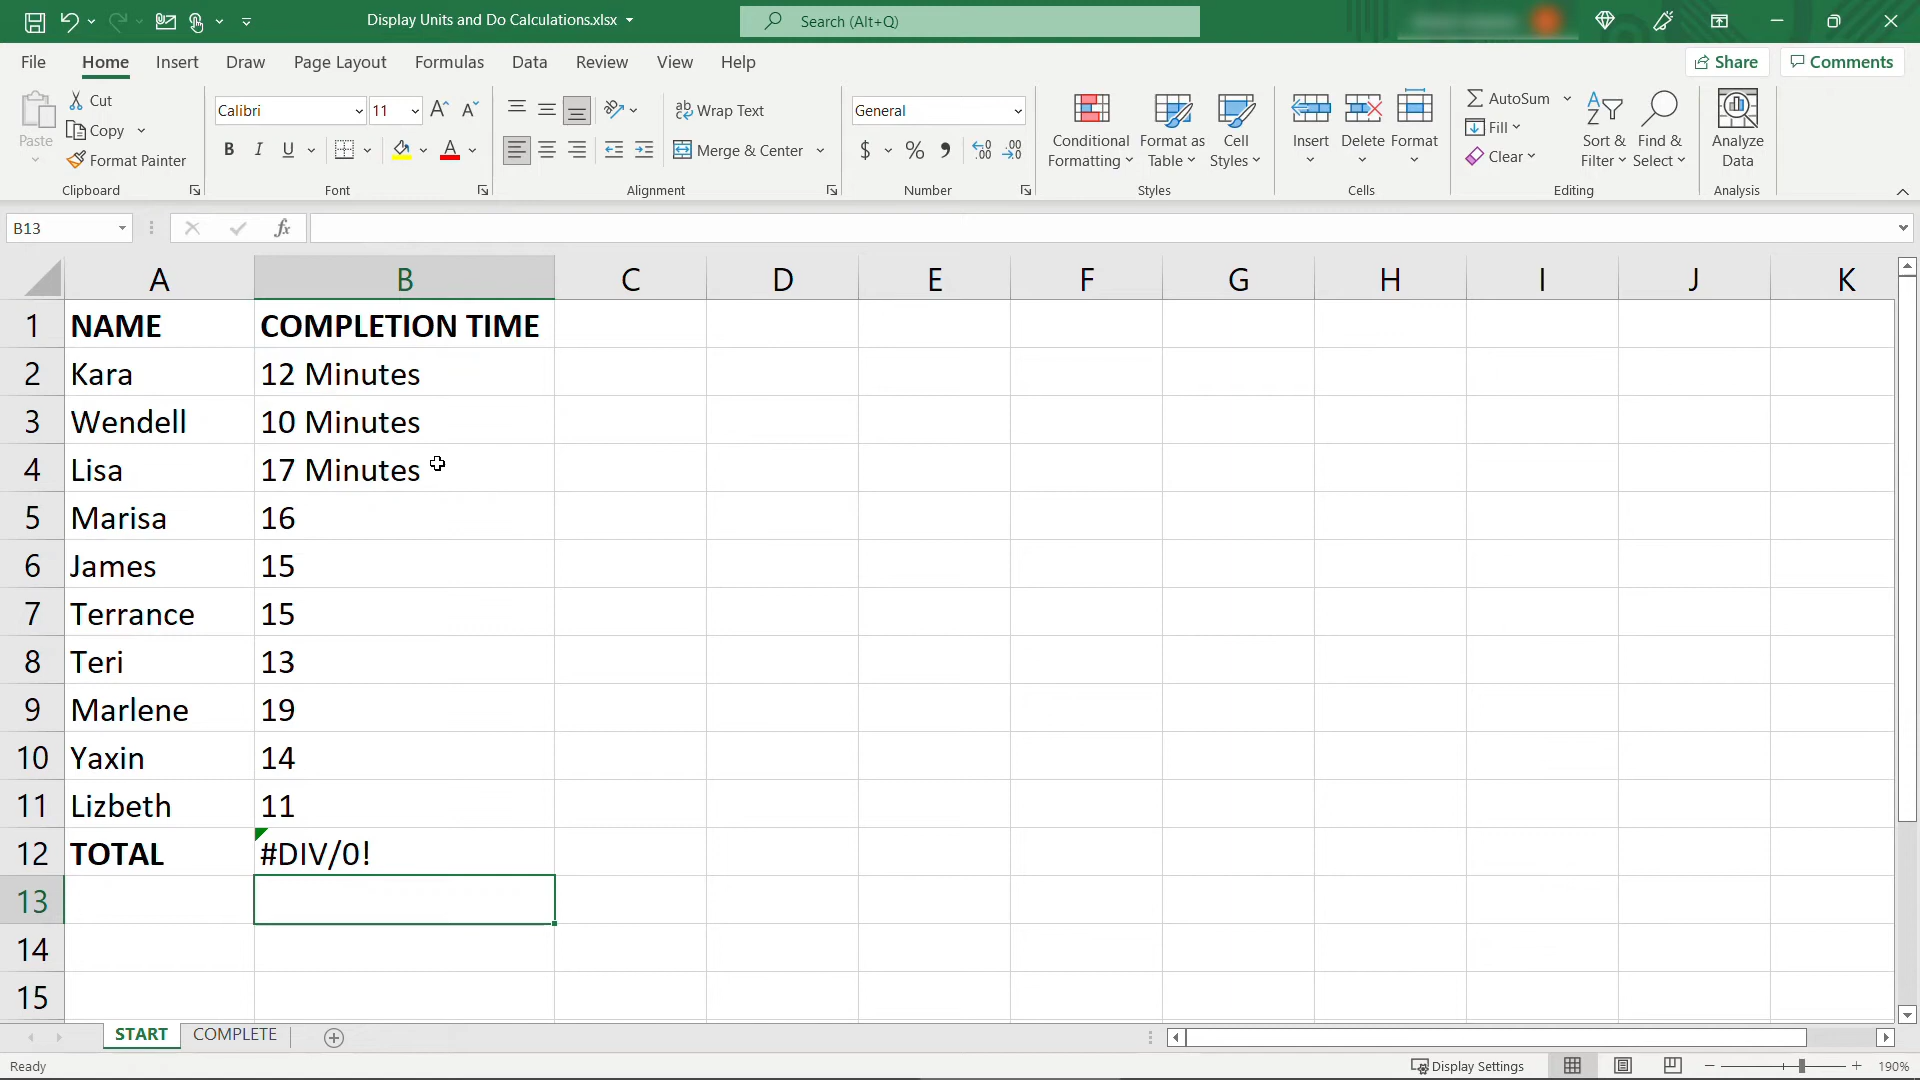 Display Units and Do Calculations.xlsx
Search (Alt+Q)
File Home Insert Draw Page Layout Formulas Data Review View Help Share Comments
Paste
Cut
Copy
Format Painter
Clipboard
Calibri 11
B I U A
Font
ab Wrap Text
Merge & Center
Alignment
General
$ % 
Number
Conditional Formatting
Format as Table
Cell Styles
Styles
Insert Delete Format
Cells
AutoSum
Fill
Clear
Sort & Filter
Find & Select
Editing
Analyze Data
Analysis
B13 fx
A B C D E F G H I J K
1 NAME COMPLETION TIME
2 Kara 12 Minutes
3 Wendell 10 Minutes
4 Lisa 17 Minutes
5 Marisa 16
6 James 15
7 Terrance 15
8 Teri 13
9 Marlene 19
10 Yaxin 14
11 Lizbeth 11
12 TOTAL #DIV/0!
13
14
15
START COMPLETE
Ready Display Settings 190%